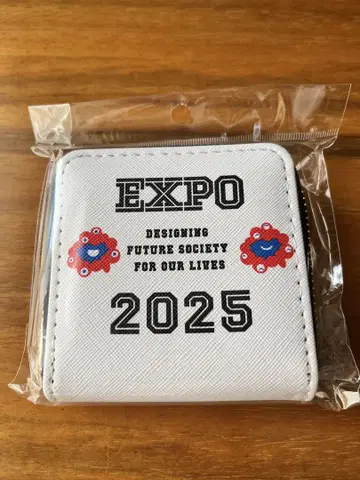 EXPO
DESIGNING
FUTURE SOCIETY
FOR OUR LIVES
2025